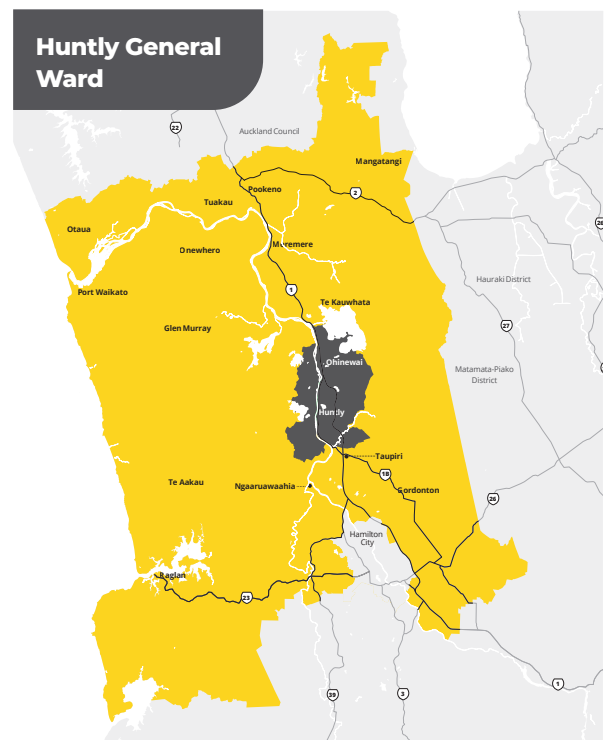 Huntly General
Ward
22
Auckland Council
Mangatangi
Pookeno
2
Tuakau
Otaua
Onewhero
Meremere
26
Hauraki District
Port Waikato
1
Te Kauwhata
Glen Murray
27
Ohinewai
Matamata-Piako
District
Huntly
Taupiri
18
Te Aakau
Ngaaruawaahia
Gordonton
26
Hamilton
City
Raglan
23
1
39
3